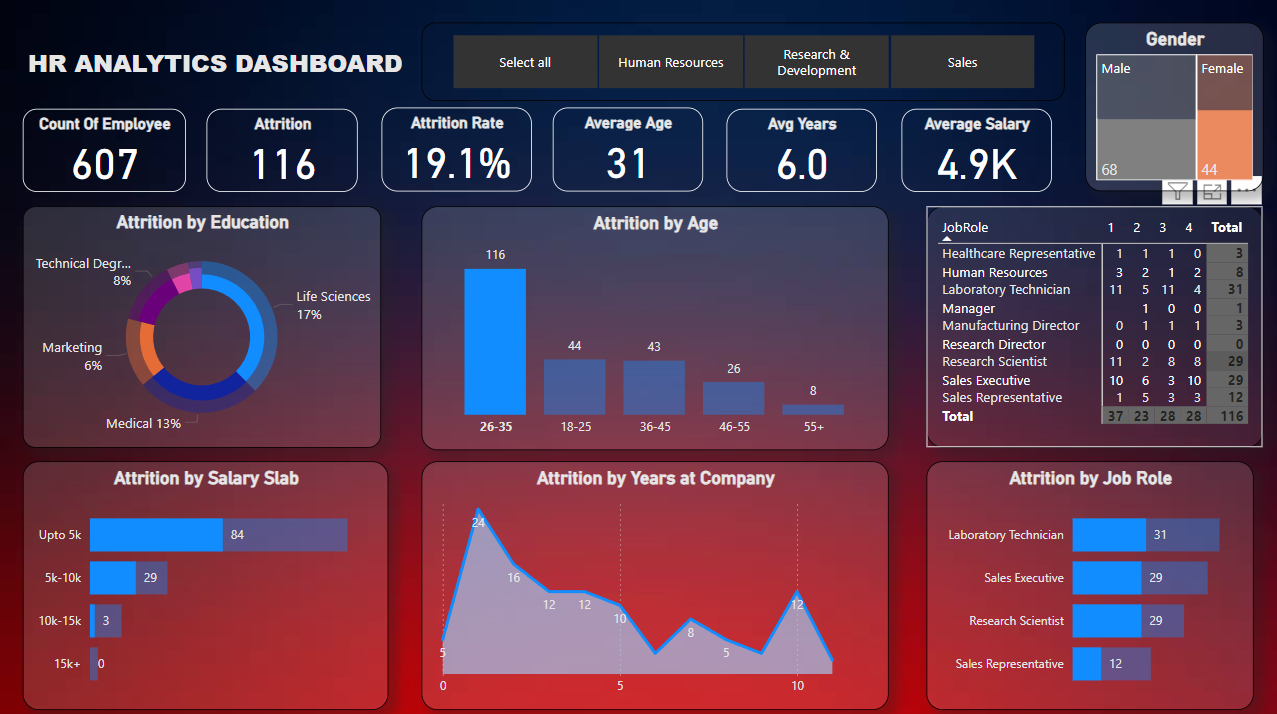 HR ANALYTICS DASHBOARD
Select all
Human Resources
Research &
Development
Sales
Gender
Male
Female
68
44
Count Of Employee
607
Attrition
116
Attrition Rate
19.1%
Average Age
31
Avg Years
6.0
Average Salary
4.9K
Attrition by Education
Technical Degr...
8%
Life Sciences
17%
Marketing
6%
Medical 13%
Attrition by Age
116
44
43
26
8
26-35
18-25
36-45
46-55
55+
JobRole 1 2 3 4 Total
Healthcare Representative 1 1 1 0 3
Human Resources 3 2 1 2 8
Laboratory Technician 11 5 11 4 31
Manager 1 0 0 1
Manufacturing Director 0 1 1 1 3
Research Director 0 0 0 0 0
Research Scientist 11 2 8 8 29
Sales Executive 10 6 3 10 29
Sales Representative 1 5 3 3 12
Total 37 23 28 28 116
Attrition by Salary Slab
Upto 5k 84
5k-10k 29
10k-15k 3
15k+ 0
Attrition by Years at Company
5
24
16
12
12
10
8
5
12
0
5
10
Attrition by Job Role
Laboratory Technician 31
Sales Executive 29
Research Scientist 29
Sales Representative 12